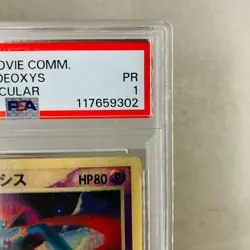 OVIE COMM.
DEOXYS PR
CULAR 1
PSA 117659302
シス HP80